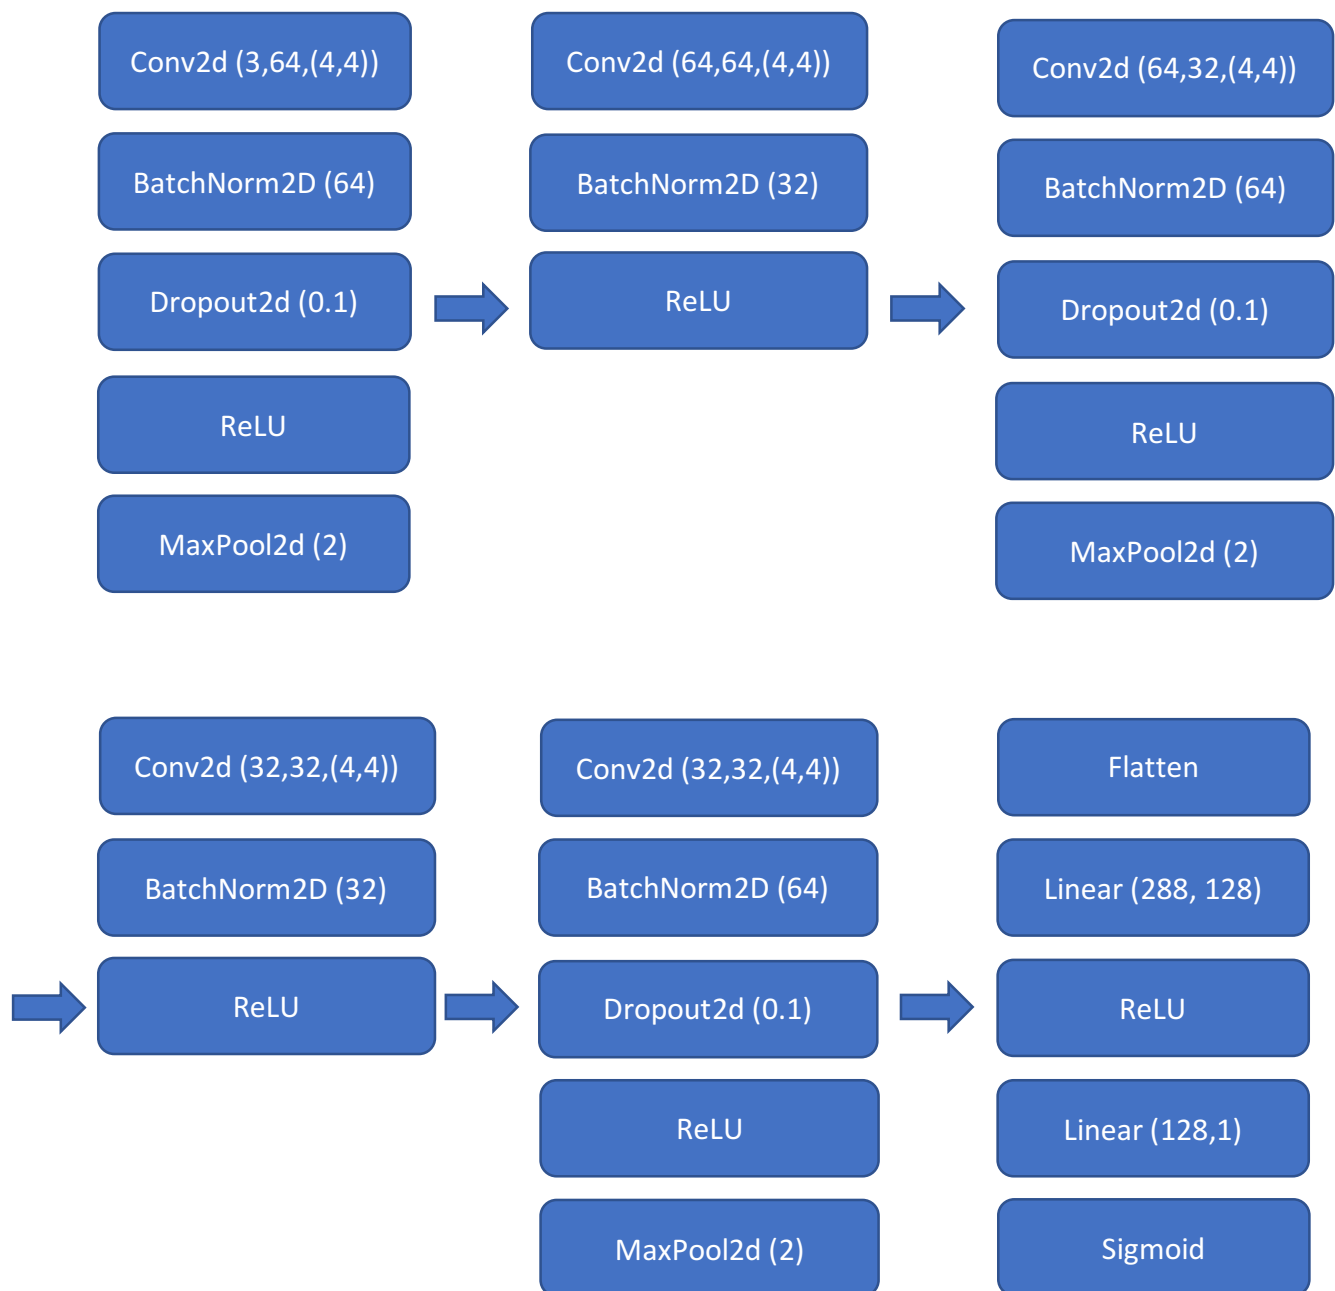 Conv2d (3,64,(4,4))
BatchNorm2D (64)
Dropout2d (0.1)
ReLU
MaxPool2d (2)
Conv2d (64,64,(4,4))
BatchNorm2D (32)
ReLU
Conv2d (64,32,(4,4))
BatchNorm2D (64)
Dropout2d (0.1)
ReLU
MaxPool2d (2)
Conv2d (32,32,(4,4))
BatchNorm2D (32)
ReLU
Conv2d (32,32,(4,4))
BatchNorm2D (64)
Dropout2d (0.1)
ReLU
MaxPool2d (2)
Flatten
Linear (288, 128)
ReLU
Linear (128,1)
Sigmoid